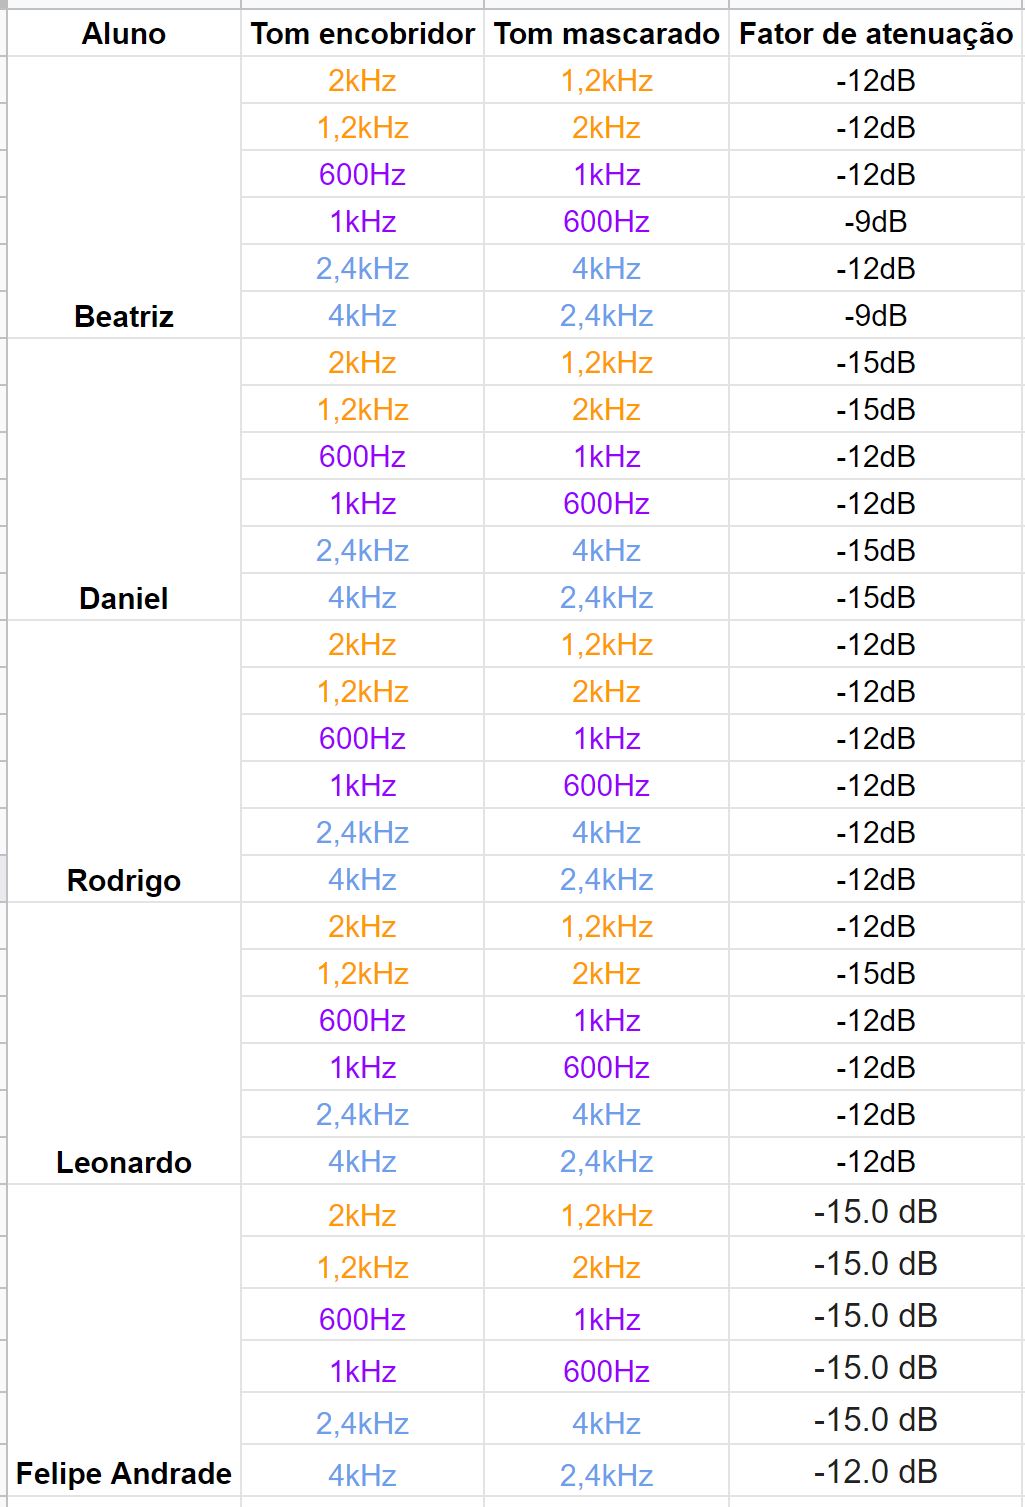 Aluno Tom encobridor Tom mascarado Fator de atenuação
2kHz 1,2kHz -12dB
1,2kHz 2kHz -12dB
600Hz 1kHz -12dB
1kHz 600Hz -9dB
2,4kHz 4kHz -12dB
Beatriz 4kHz 2,4kHz -9dB
2kHz 1,2kHz -15dB
1,2kHz 2kHz -15dB
600Hz 1kHz -12dB
1kHz 600Hz -12dB
2,4kHz 4kHz -15dB
Daniel 4kHz 2,4kHz -15dB
2kHz 1,2kHz -12dB
1,2kHz 2kHz -12dB
600Hz 1kHz -12dB
1kHz 600Hz -12dB
2,4kHz 4kHz -12dB
Rodrigo 4kHz 2,4kHz -12dB
2kHz 1,2kHz -12dB
1,2kHz 2kHz -15dB
600Hz 1kHz -12dB
1kHz 600Hz -12dB
2,4kHz 4kHz -12dB
Leonardo 4kHz 2,4kHz -12dB
2kHz 1,2kHz -15.0 dB
1,2kHz 2kHz -15.0 dB
600Hz 1kHz -15.0 dB
1kHz 600Hz -15.0 dB
2,4kHz 4kHz -15.0 dB
Felipe Andrade 4kHz 2,4kHz -12.0 dB